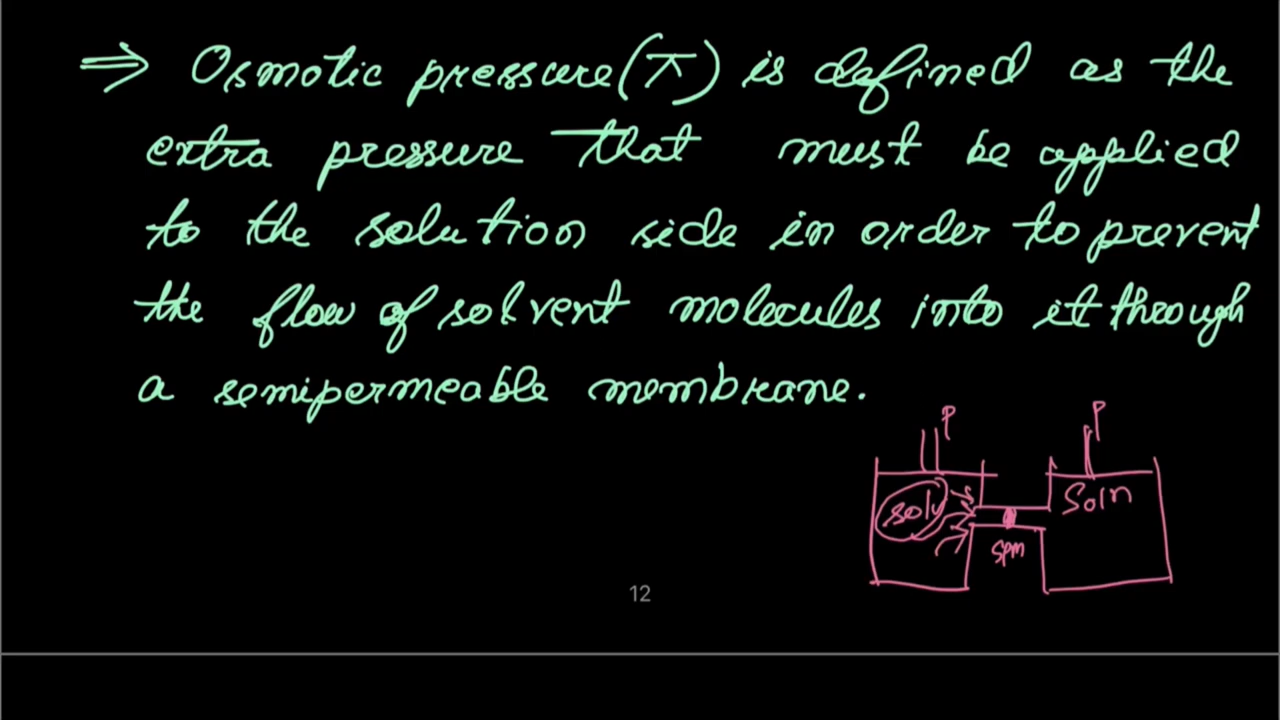 ⇒ Osmotic pressure (π) is defined as the
extra pressure that must be applied
to the solution side in order to prevent
the flow of solvent molecules into it through
a semipermeable membrane.
P P
solv Soln
spm
12